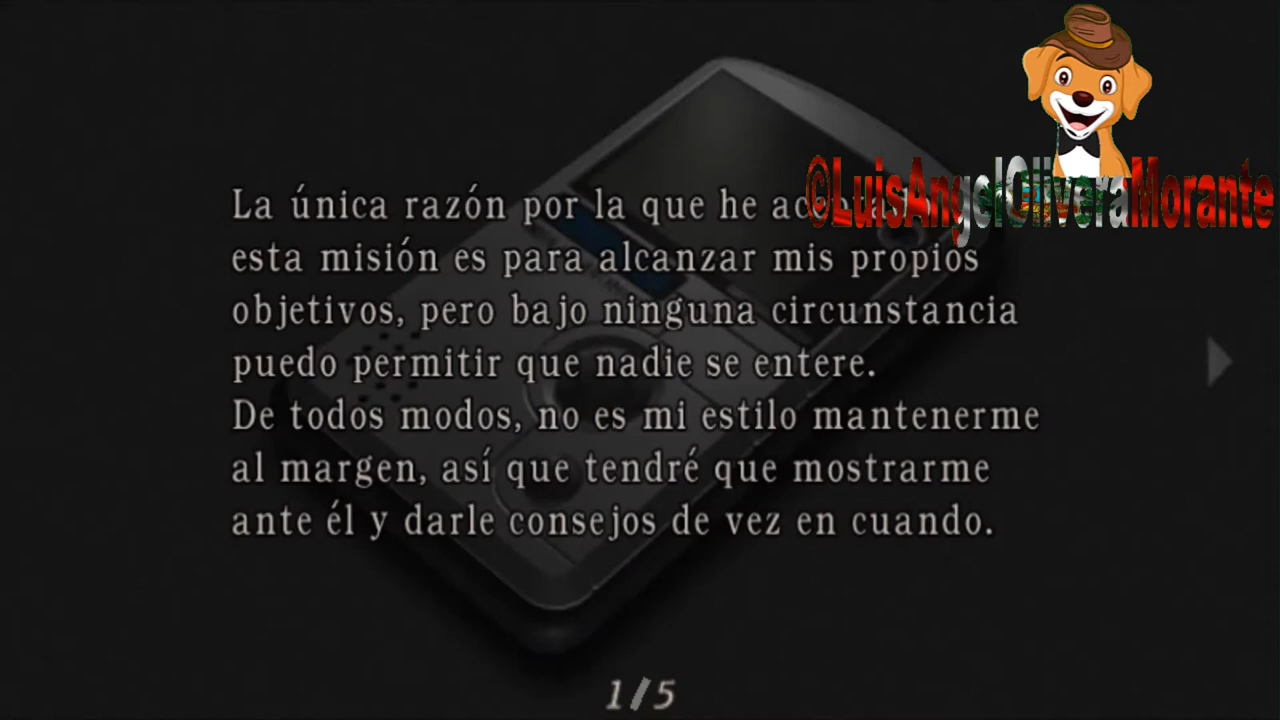 ©LuisAngelOliveraMorante
La única razón por la que he
esta misión es para alcanzar mis propios
objetivos, pero bajo ninguna circunstancia
puedo permitir que nadie se entere.
De todos modos, no es mi estilo mantenerme
al margen, así que tendré que mostrarme
ante él y darle consejos de vez en cuando.
1/5